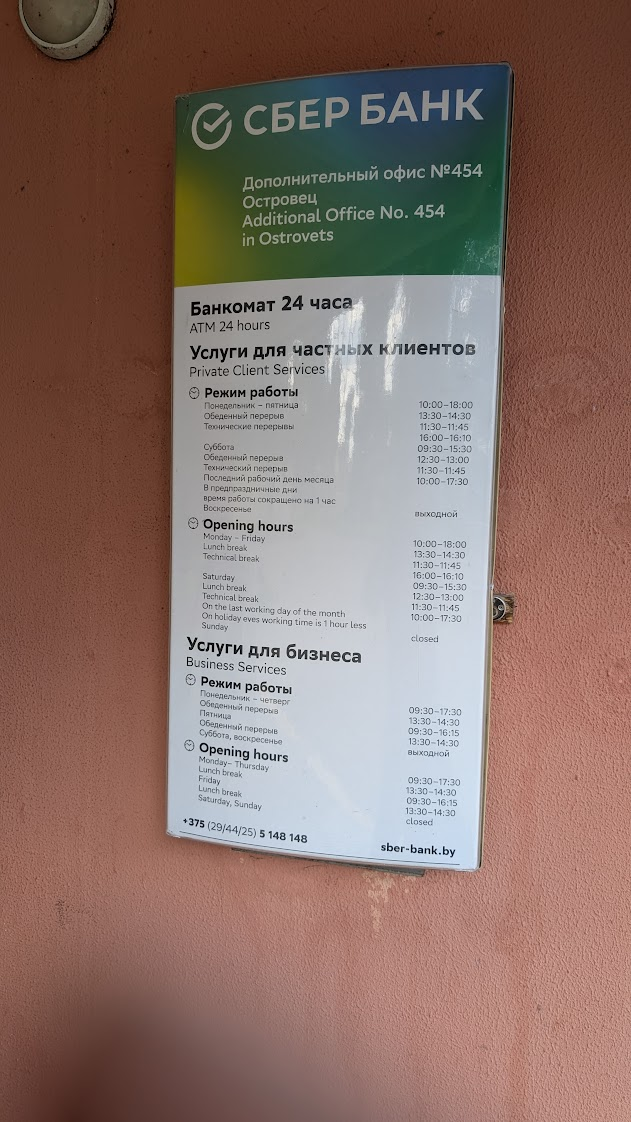 СБЕР БАНК
Дополнительный офис №454
Островец
Additional Office No. 454
in Ostrovets
Банкомат 24 часа
ATM 24 hours
Услуги для частных клиентов
Private Client Services
Режим работы
Понедельник – пятница 10:00–18:00
Обеденный перерыв 13:30–14:30
Технические перерывы 11:30–11:45
16:00–16:10
Суббота 09:30–15:30
Обеденный перерыв 12:30–13:00
Технический перерыв 11:30–11:45
Последний рабочий день месяца 10:00–17:30
В предпраздничные дни
время работы сокращено на 1 час
Воскресенье выходной
Opening hours
Monday – Friday 10:00–18:00
Lunch break 13:30–14:30
Technical break 11:30–11:45
16:00–16:10
Saturday 09:30–15:30
Lunch break 12:30–13:00
Technical break 11:30–11:45
On the last working day of the month 10:00–17:30
On holiday eves working time is 1 hour less
Sunday closed
Услуги для бизнеса
Business Services
Режим работы
Понедельник – четверг 09:30–17:30
Обеденный перерыв 13:30–14:30
Пятница 09:30–16:15
Обеденный перерыв 13:30–14:30
Суббота, воскресенье выходной
Opening hours
Monday– Thursday 09:30–17:30
Lunch break 13:30–14:30
Friday 09:30–16:15
Lunch break 13:30–14:30
Saturday, Sunday closed
+375 (29/44/25) 5 148 148
sber-bank.by